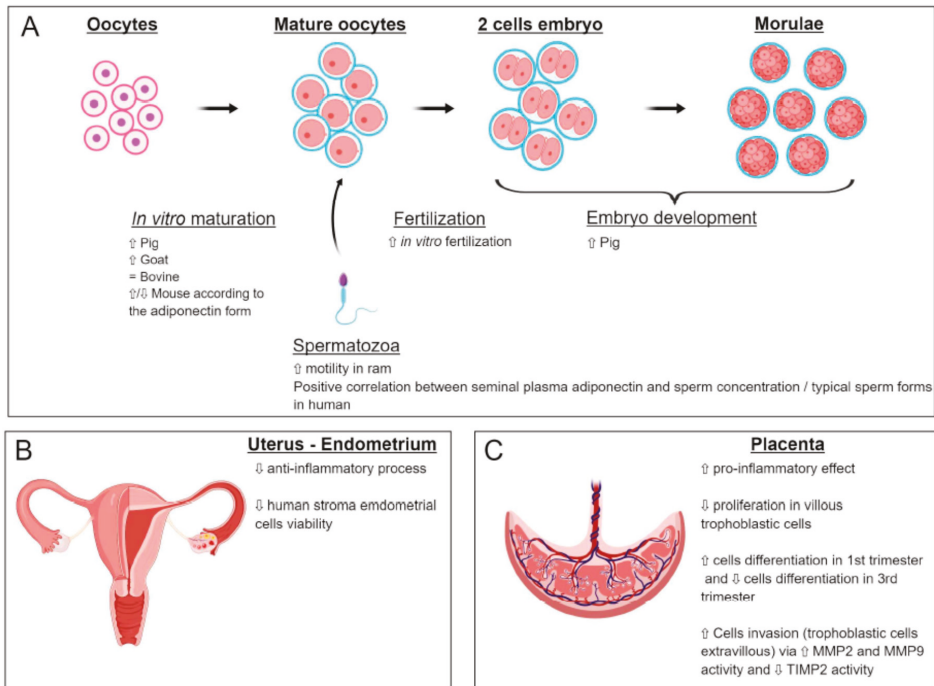 A
Oocytes
Mature oocytes
2 cells embryo
Morulae
In vitro maturation
⇧ Pig
⇧ Goat
= Bovine
⇧/⇩ Mouse according to
the adiponectin form
Fertilization
⇧ in vitro fertilization
Embryo development
⇧ Pig
Spermatozoa
⇧ motility in ram
Positive correlation between seminal plasma adiponectin and sperm concentration / typical sperm forms
in human
B
Uterus - Endometrium
⇩ anti-inflammatory process
⇩ human stroma endometrial
cells viability
C
Placenta
⇧ pro-inflammatory effect
⇩ proliferation in villous
trophoblastic cells
⇧ cells differentiation in 1st trimester
and ⇩ cells differentiation in 3rd
trimester
⇧ Cells invasion (trophoblastic cells
extravillous) via ⇧ MMP2 and MMP9
activity and ⇩ TIMP2 activity